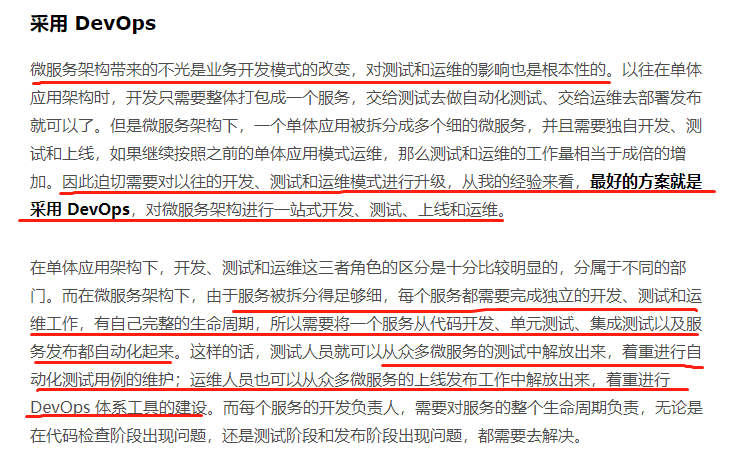 采用 DevOps
微服务架构带来的不光是业务开发模式的改变，对测试和运维的影响也是根本性的。以往在单体
应用架构时，开发只需要整体打包成一个服务，交给测试去做自动化测试、交给运维去部署发布
就可以了。但是微服务架构下，一个单体应用被拆分成多个细的微服务，并且需要独自开发、测
试和上线，如果继续按照之前的单体应用模式运维，那么测试和运维的工作量相当于成倍的增
加。因此迫切需要对以往的开发、测试和运维模式进行升级，从我的经验来看，最好的方案就是
采用 DevOps，对微服务架构进行一站式开发、测试、上线和运维。
在单体应用架构下，开发、测试和运维这三者角色的区分是十分比较明显的，分属于不同的部
门。而在微服务架构下，由于服务被拆分得足够细，每个服务都需要完成独立的开发、测试和运
维工作，有自己完整的生命周期，所以需要将一个服务从代码开发、单元测试、集成测试以及服
务发布都自动化起来。这样的话，测试人员就可以从众多微服务的测试中解放出来，着重进行自
动化测试用例的维护；运维人员也可以从众多微服务的上线发布工作中解放出来，着重进行
DevOps 体系工具的建设。而每个服务的开发负责人，需要对服务的整个生命周期负责，无论是
在代码检查阶段出现问题，还是测试阶段和发布阶段出现问题，都需要去解决。